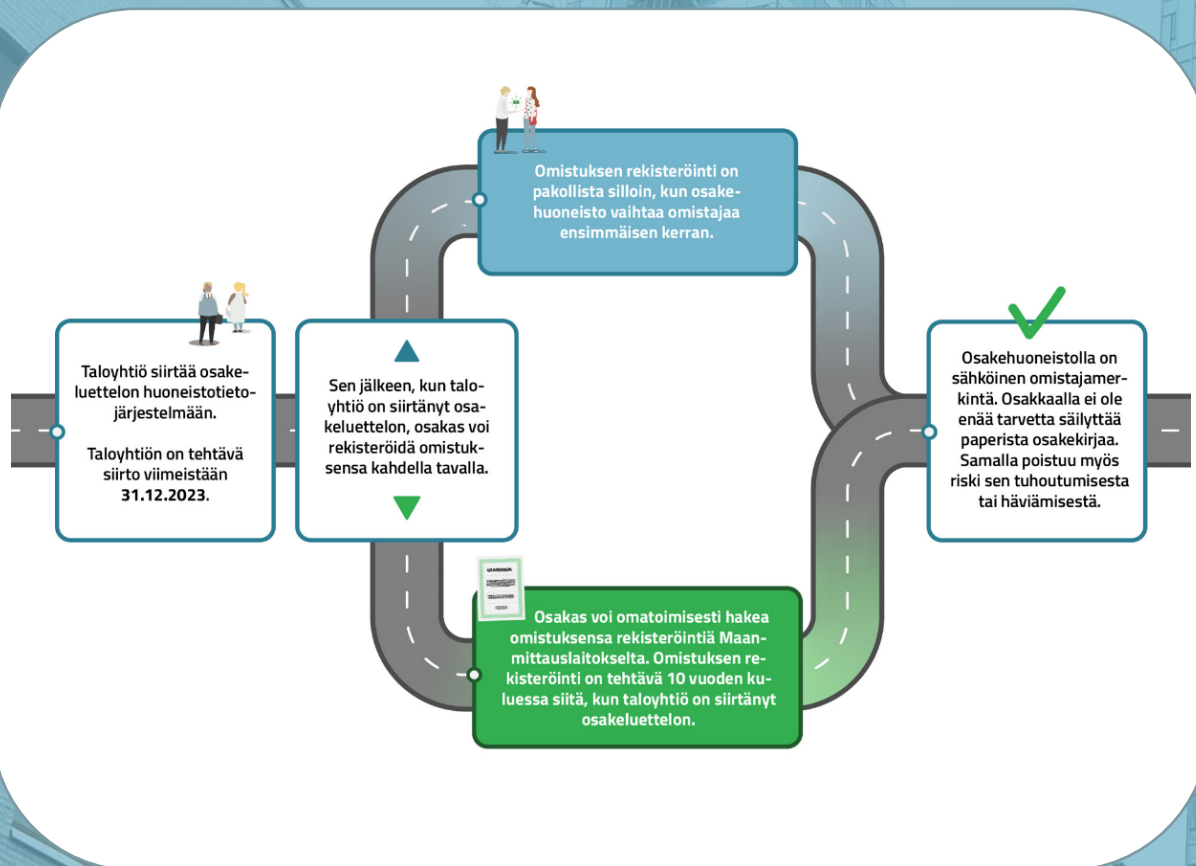 Taloyhtiö siirtää osake-
luettelon huoneistotieto-
järjestelmään.
Taloyhtiön on tehtävä
siirto viimeistään
31.12.2023.
Sen jälkeen, kun talo-
yhtiö on siirtänyt osa-
keluettelon, osakas voi
rekisteröidä omistuk-
sensa kahdella tavalla.
Omistuksen rekisteröinti on
pakollista silloin, kun osake-
huoneisto vaihtaa omistajaa
ensimmäisen kerran.
OSAKEKIRJA
Osakas voi omatoimisesti hakea
omistuksensa rekisteröintiä Maan-
mittauslaitokselta. Omistuksen re-
kisteröinti on tehtävä 10 vuoden ku-
luessa siitä, kun taloyhtiö on siirtänyt
osakeluettelon.
Osakehuoneistolla on
sähköinen omistajamer-
kintä. Osakkaalla ei ole
enää tarvetta säilyttää
paperista osakekirjaa.
Samalla poistuu myös
riski sen tuhoutumisesta
tai häviämisestä.